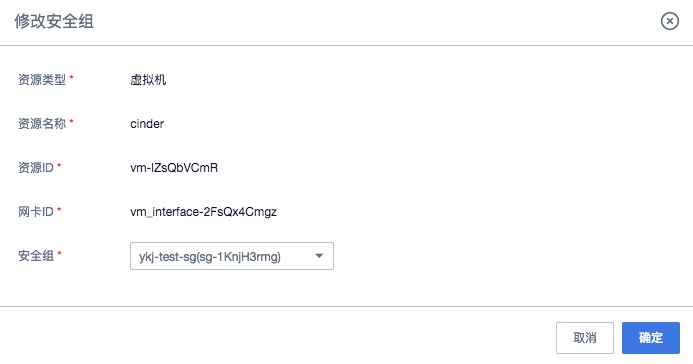 修改安全组
资源类型 * 虚拟机
资源名称 * cinder
资源ID * vm-IZsQbVCmR
网卡ID * vm_interface-2FsQx4Cmgz
安全组 * ykj-test-sg(sg-1KnjH3rmg)
取消 确定